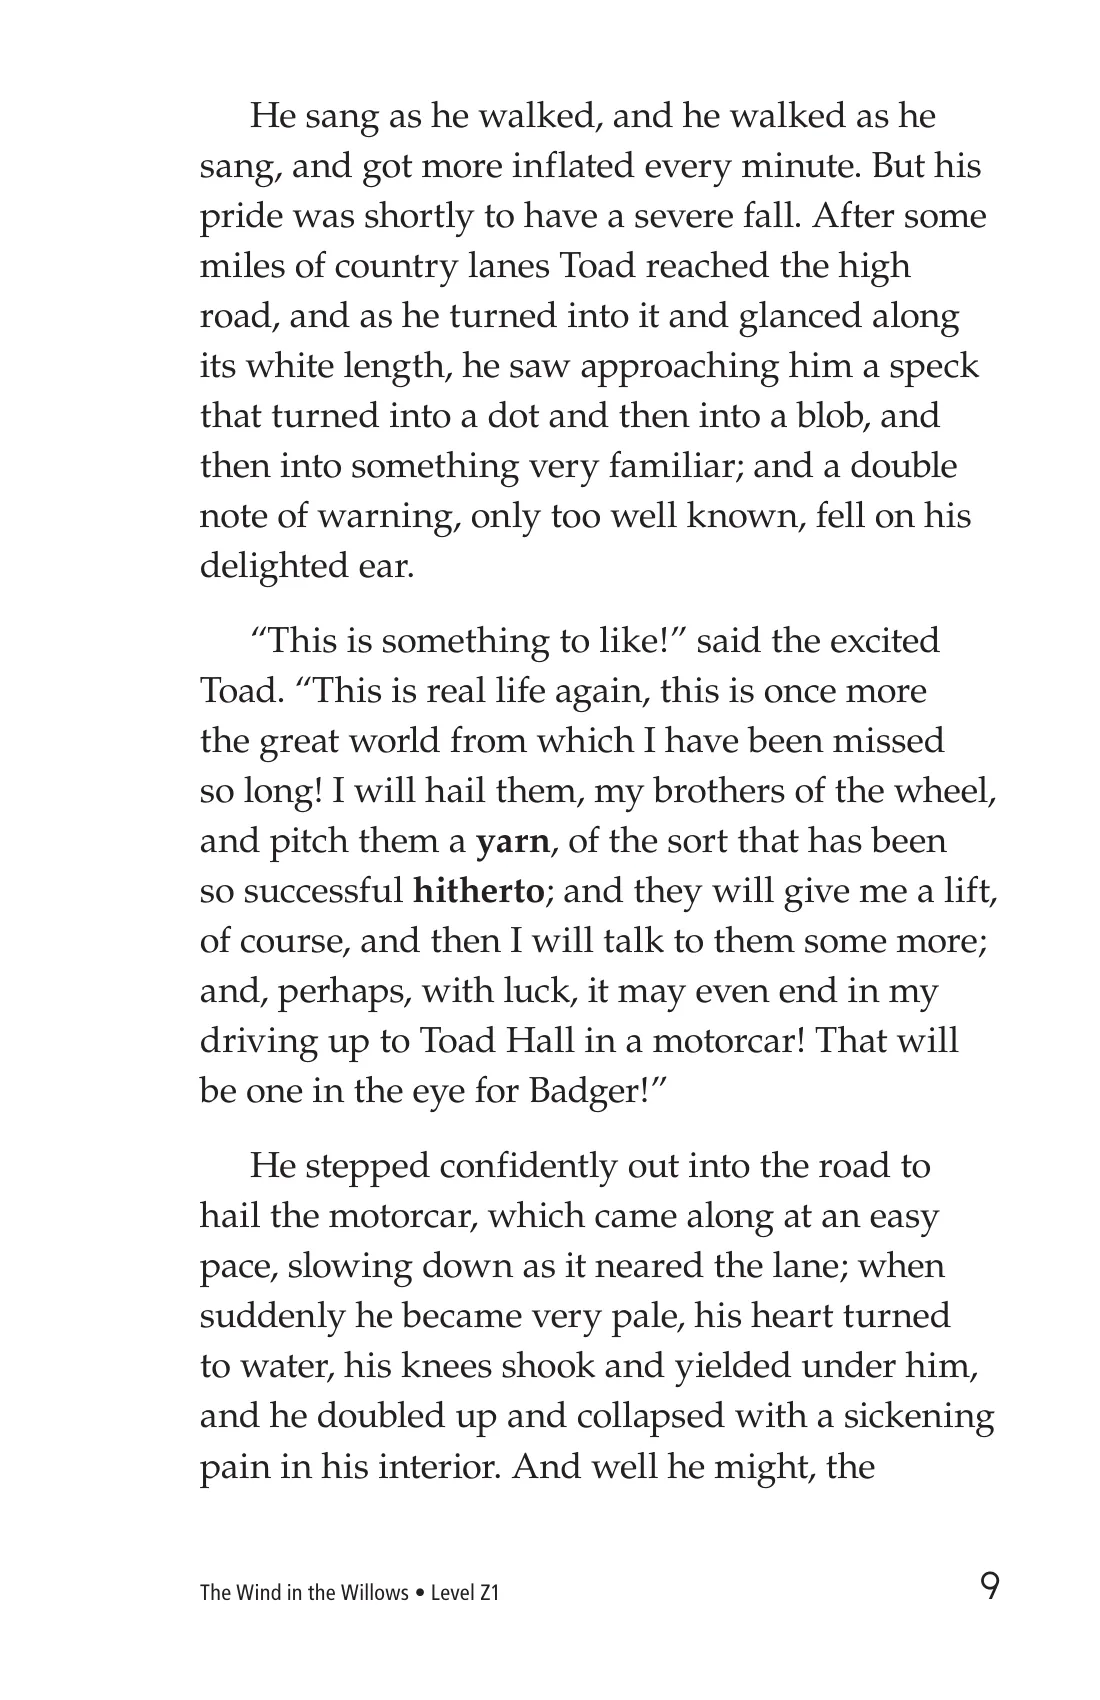 He sang as he walked, and he walked as he
sang, and got more inflated every minute. But his
pride was shortly to have a severe fall. After some
miles of country lanes Toad reached the high
road, and as he turned into it and glanced along
its white length, he saw approaching him a speck
that turned into a dot and then into a blob, and
then into something very familiar; and a double
note of warning, only too well known, fell on his
delighted ear.
“This is something to like!” said the excited
Toad. “This is real life again, this is once more
the great world from which I have been missed
so long! I will hail them, my brothers of the wheel,
and pitch them a yarn, of the sort that has been
so successful hitherto; and they will give me a lift,
of course, and then I will talk to them some more;
and, perhaps, with luck, it may even end in my
driving up to Toad Hall in a motorcar! That will
be one in the eye for Badger!”
He stepped confidently out into the road to
hail the motorcar, which came along at an easy
pace, slowing down as it neared the lane; when
suddenly he became very pale, his heart turned
to water, his knees shook and yielded under him,
and he doubled up and collapsed with a sickening
pain in his interior. And well he might, the
The Wind in the Willows • Level Z1
9